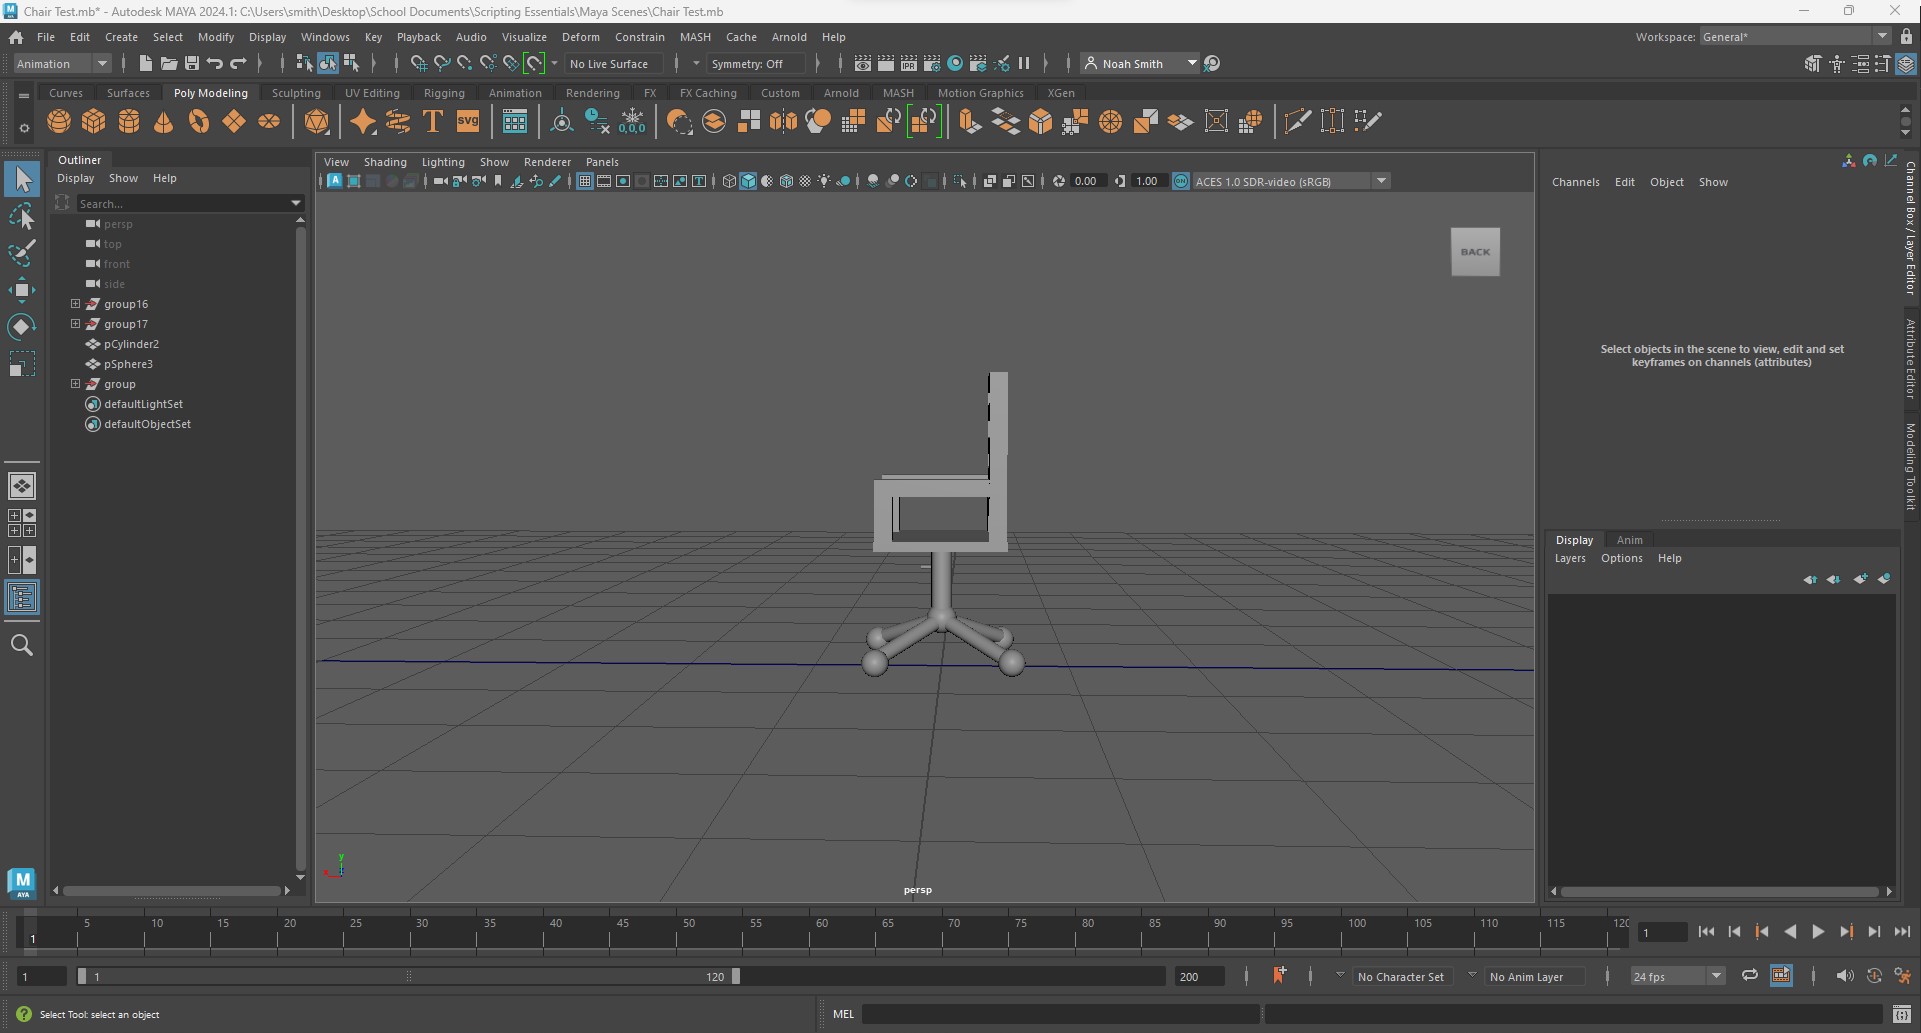 Chair Test.mb* - Autodesk MAYA 2024.1: C:\Users\smith\Desktop\School Documents\Scripting Essentials\Maya Scenes\Chair Test.mb
File Edit Create Select Modify Display Windows Key Playback Audio Visualize Deform Constrain MASH Cache Arnold Help
Workspace: General*
Animation
No Live Surface
Symmetry: Off
IPR
Noah Smith
Curves Surfaces Poly Modeling Sculpting UV Editing Rigging Animation Rendering FX FX Caching Custom Arnold MASH Motion Graphics XGen
T
SVG
0,0,0
Outliner
Display Show Help
Search...
persp
top
front
side
group16
group17
pCylinder2
pSphere3
group
defaultLightSet
defaultObjectSet
View Shading Lighting Show Renderer Panels
A
T
0.00
1.00
ON
ACES 1.0 SDR-video (sRGB)
BACK
y
x
persp
Channels Edit Object Show
Select objects in the scene to view, edit and set
keyframes on channels (attributes)
Channel Box / Layer Editor
Attribute Editor
Modeling Toolkit
Display Anim
Layers Options Help
M
AYA
5 10 15 20 25 30 35 40 45 50 55 60 65 70 75 80 85 90 95 100 105 110 115 120
1
1
1
1
120
200
No Character Set
No Anim Layer
24 fps
Select Tool: select an object
MEL